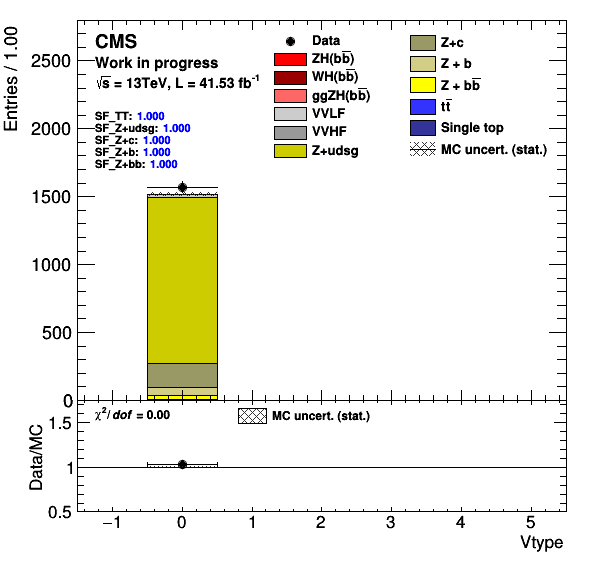 CMS
Work in progress
√s = 13TeV, L = 41.53 fb⁻¹
SF_TT: 1.000
SF_Z+udsg: 1.000
SF_Z+c: 1.000
SF_Z+b: 1.000
SF_Z+bb: 1.000
Data
ZH(bb̅)
WH(bb̅)
ggZH(bb̅)
VVLF
VVHF
Z+udsg
Z+c
Z + b
Z + bb̅
tt̅
Single top
MC uncert. (stat.)
Entries / 1.00
2500
2000
1500
1000
500
0
χ²/dof = 0.00
MC uncert. (stat.)
Data/MC
1.5
1
0.5
−1 0 1 2 3 4 5
Vtype